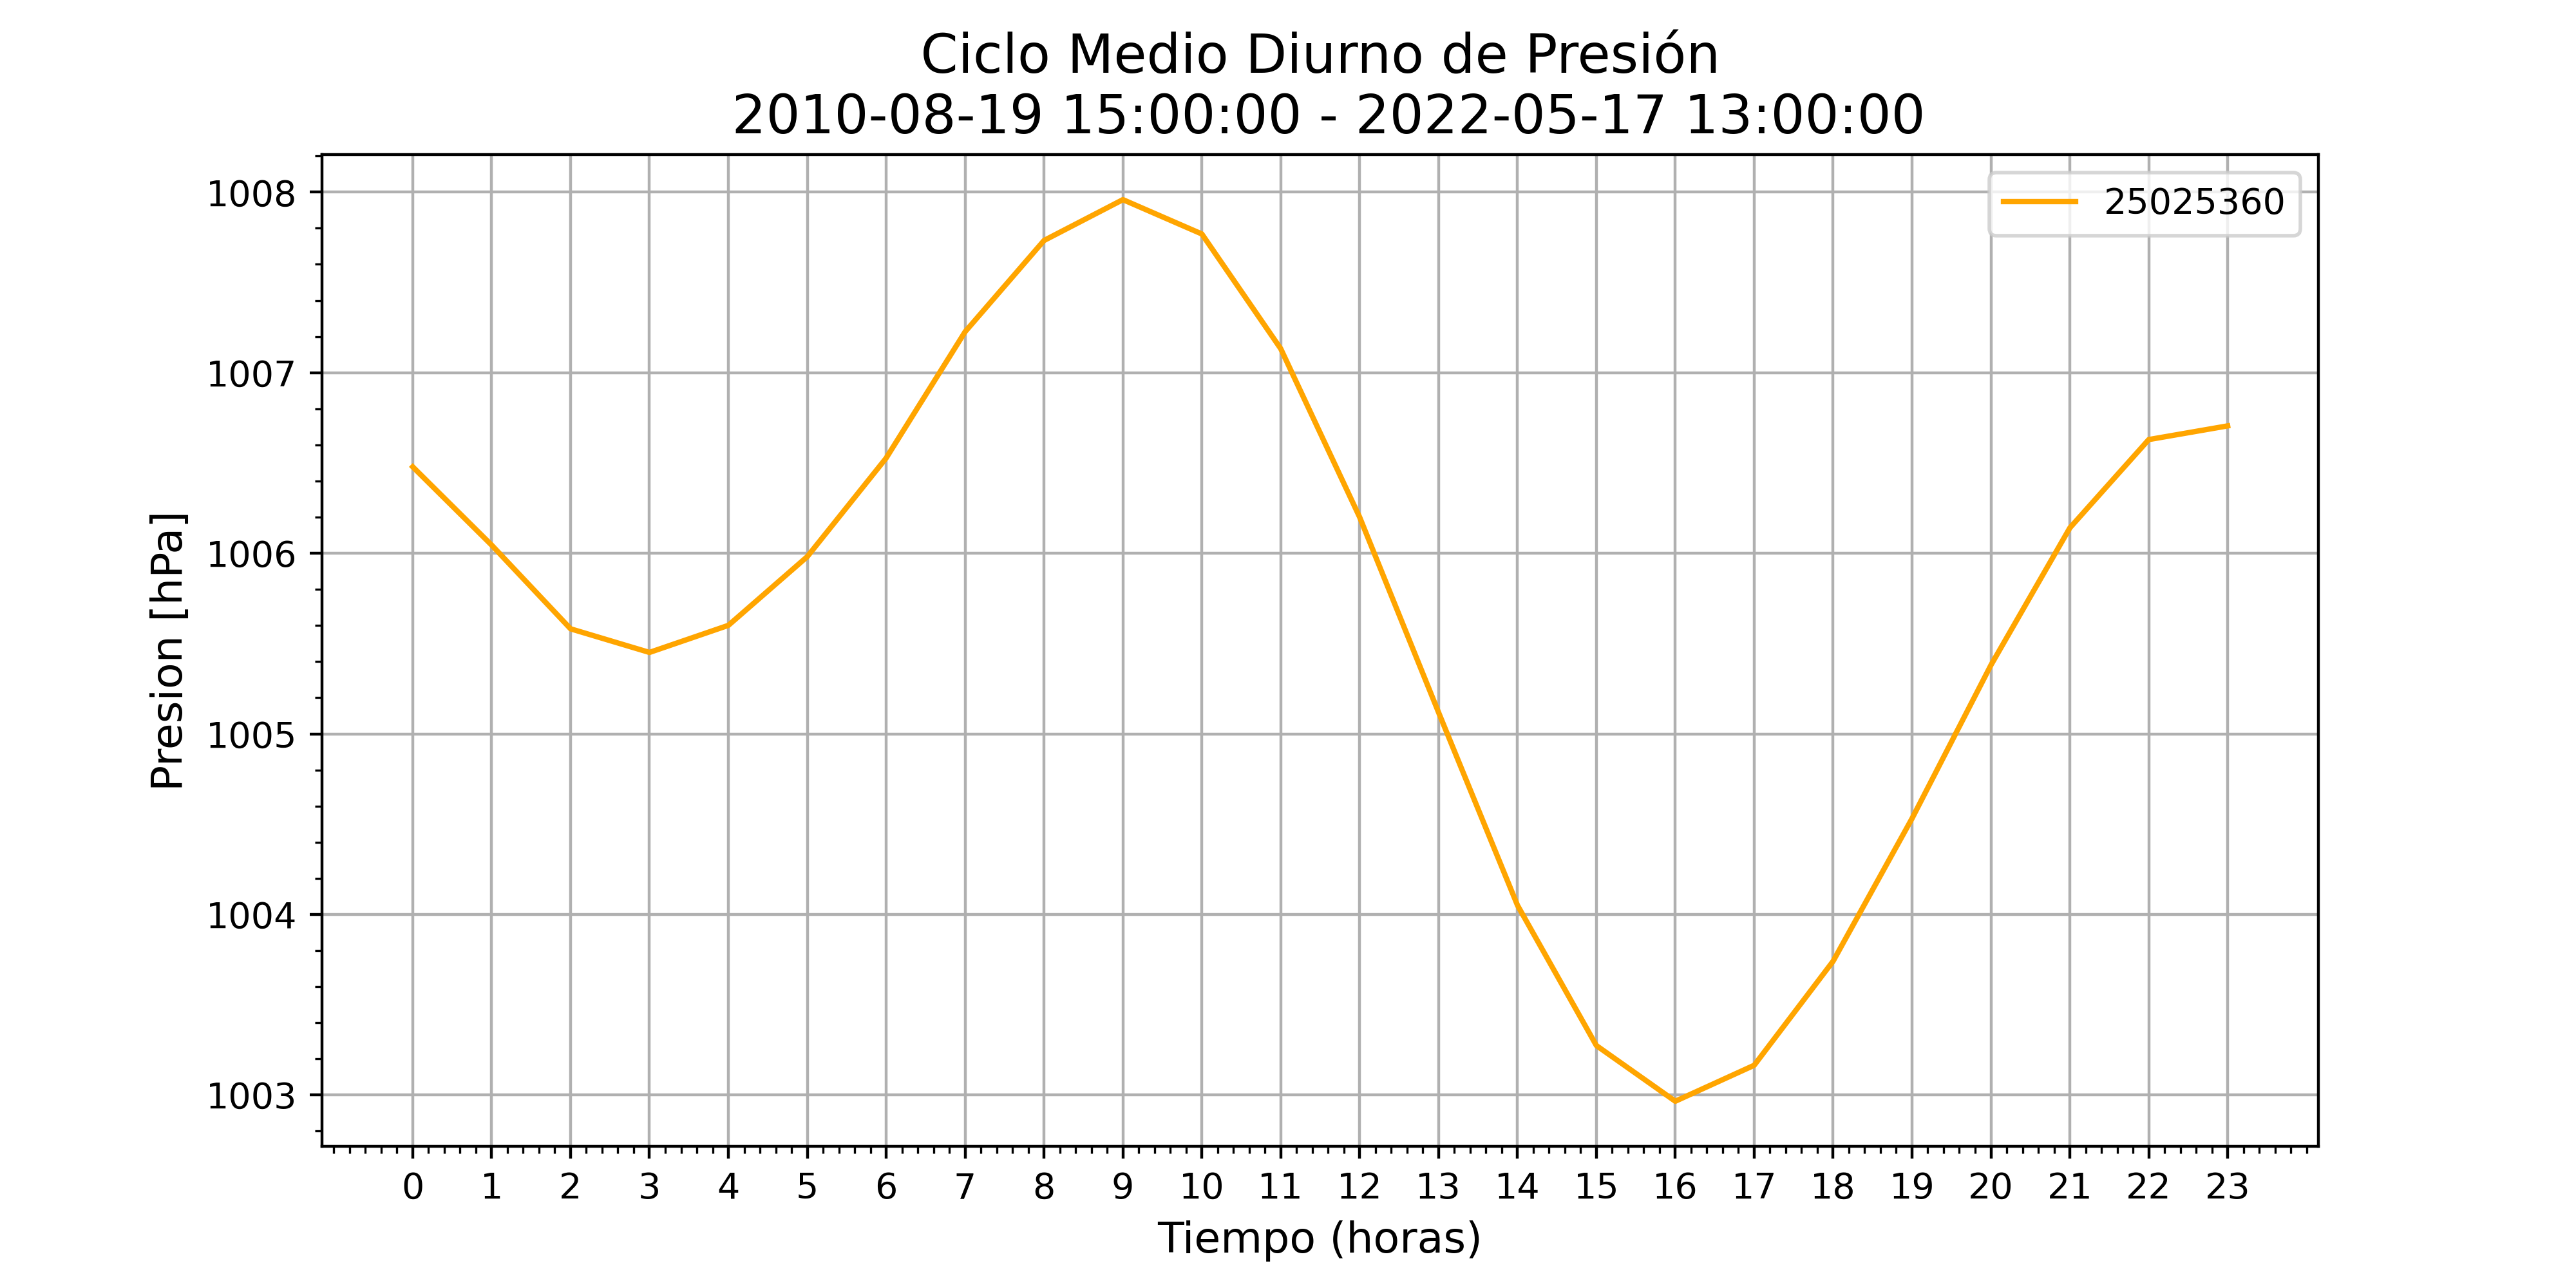 Ciclo Medio Diurno de Presión
2010-08-19 15:00:00 - 2022-05-17 13:00:00
25025360
1008
1007
1006
1005
1004
1003
Presion [hPa]
0 1 2 3 4 5 6 7 8 9 10 11 12 13 14 15 16 17 18 19 20 21 22 23
Tiempo (horas)